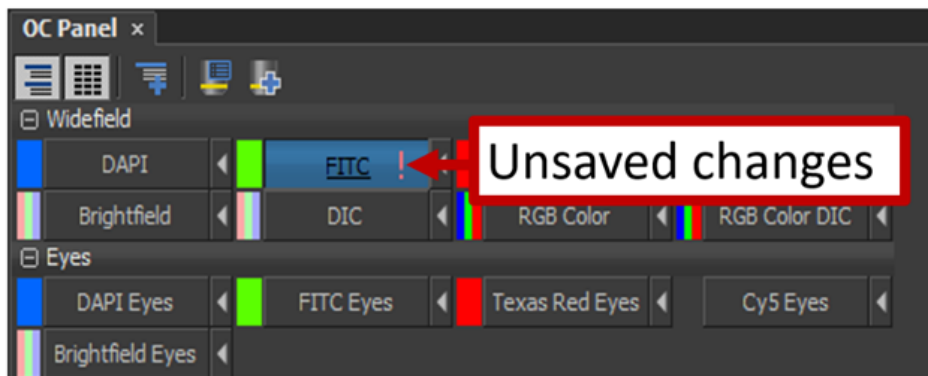 OC Panel ×
Widefield
DAPI FITC ! Unsaved changes
Brightfield DIC RGB Color RGB Color DIC
Eyes
DAPI Eyes FITC Eyes Texas Red Eyes Cy5 Eyes
Brightfield Eyes